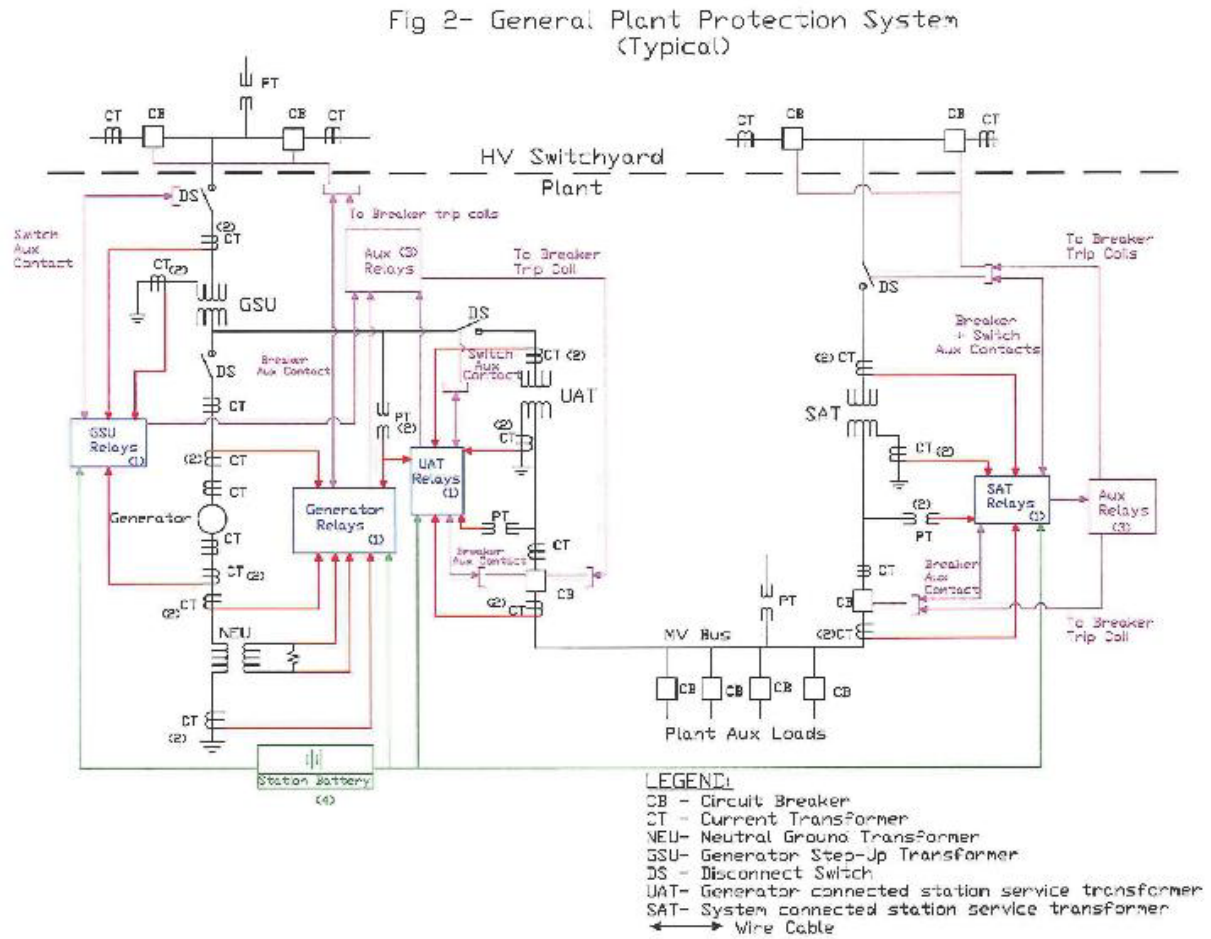 Fig 2- General Plant Protection System
(Typical)
PT
CT
CB
CB
CT
CT
CB
CB
CT
HV Switchyard
Plant
DS
To Breaker trip coils
Switch
Aux
Contact
(2)
CT
CT
(2)
GSU
Aux (3)
Relays
To Breaker
Trip Coil
To Breaker
Trip Coils
DS
DS
Breaker
+ Switch
Aux Contacts
DS
Breaker
Aux Contact
Switch
Aux
Contact
CT (2)
UAT
(2) CT
SAT
CT
GSU
Relays
(1)
PT
(2)
(2)
CT
CT (2)
(2)
CT
CT
UAT
Relays
(1)
SAT
Relays
(1)
Aux
Relays
(3)
Generator
Generator
Relays
(1)
PT
(2)
PT
CT
CT
CT (2)
Breaker
Aux Contact
CT
Breaker
Aux
Contact
CT
(2)
CB
(2)
CT
PT
CB
(2)CT
To Breaker
Trip Coil
NEU
MV Bus
CB
CB
CB
CB
CT
(2)
Plant Aux Loads
Station Battery
(4)
LEGEND:
CB - Circuit Breaker
CT - Current Transformer
NEU- Neutral Ground Transformer
GSU- Generator Step-Up Transformer
DS - Disconnect Switch
UAT- Generator connected station service transformer
SAT- System connected station service transformer
Wire Cable